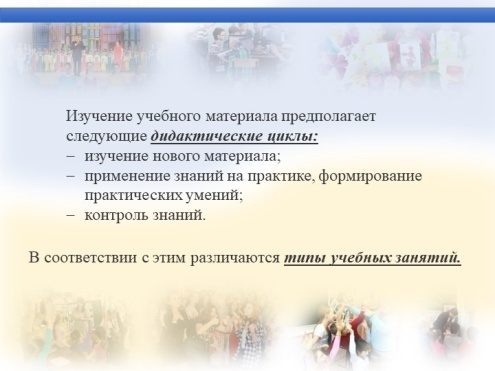 Изучение учебного материала предполагает
следующие дидактические циклы:
– изучение нового материала;
– применение знаний на практике, формирование
практических умений;
– контроль знаний.
В соответствии с этим различаются типы учебных занятий.